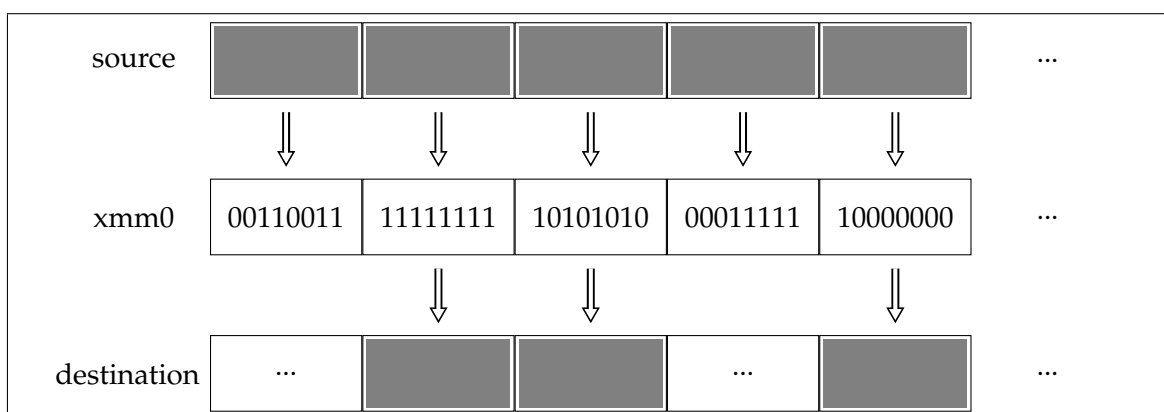 source ...
xmm0 00110011 11111111 10101010 00011111 10000000 ...
destination ... ... ...